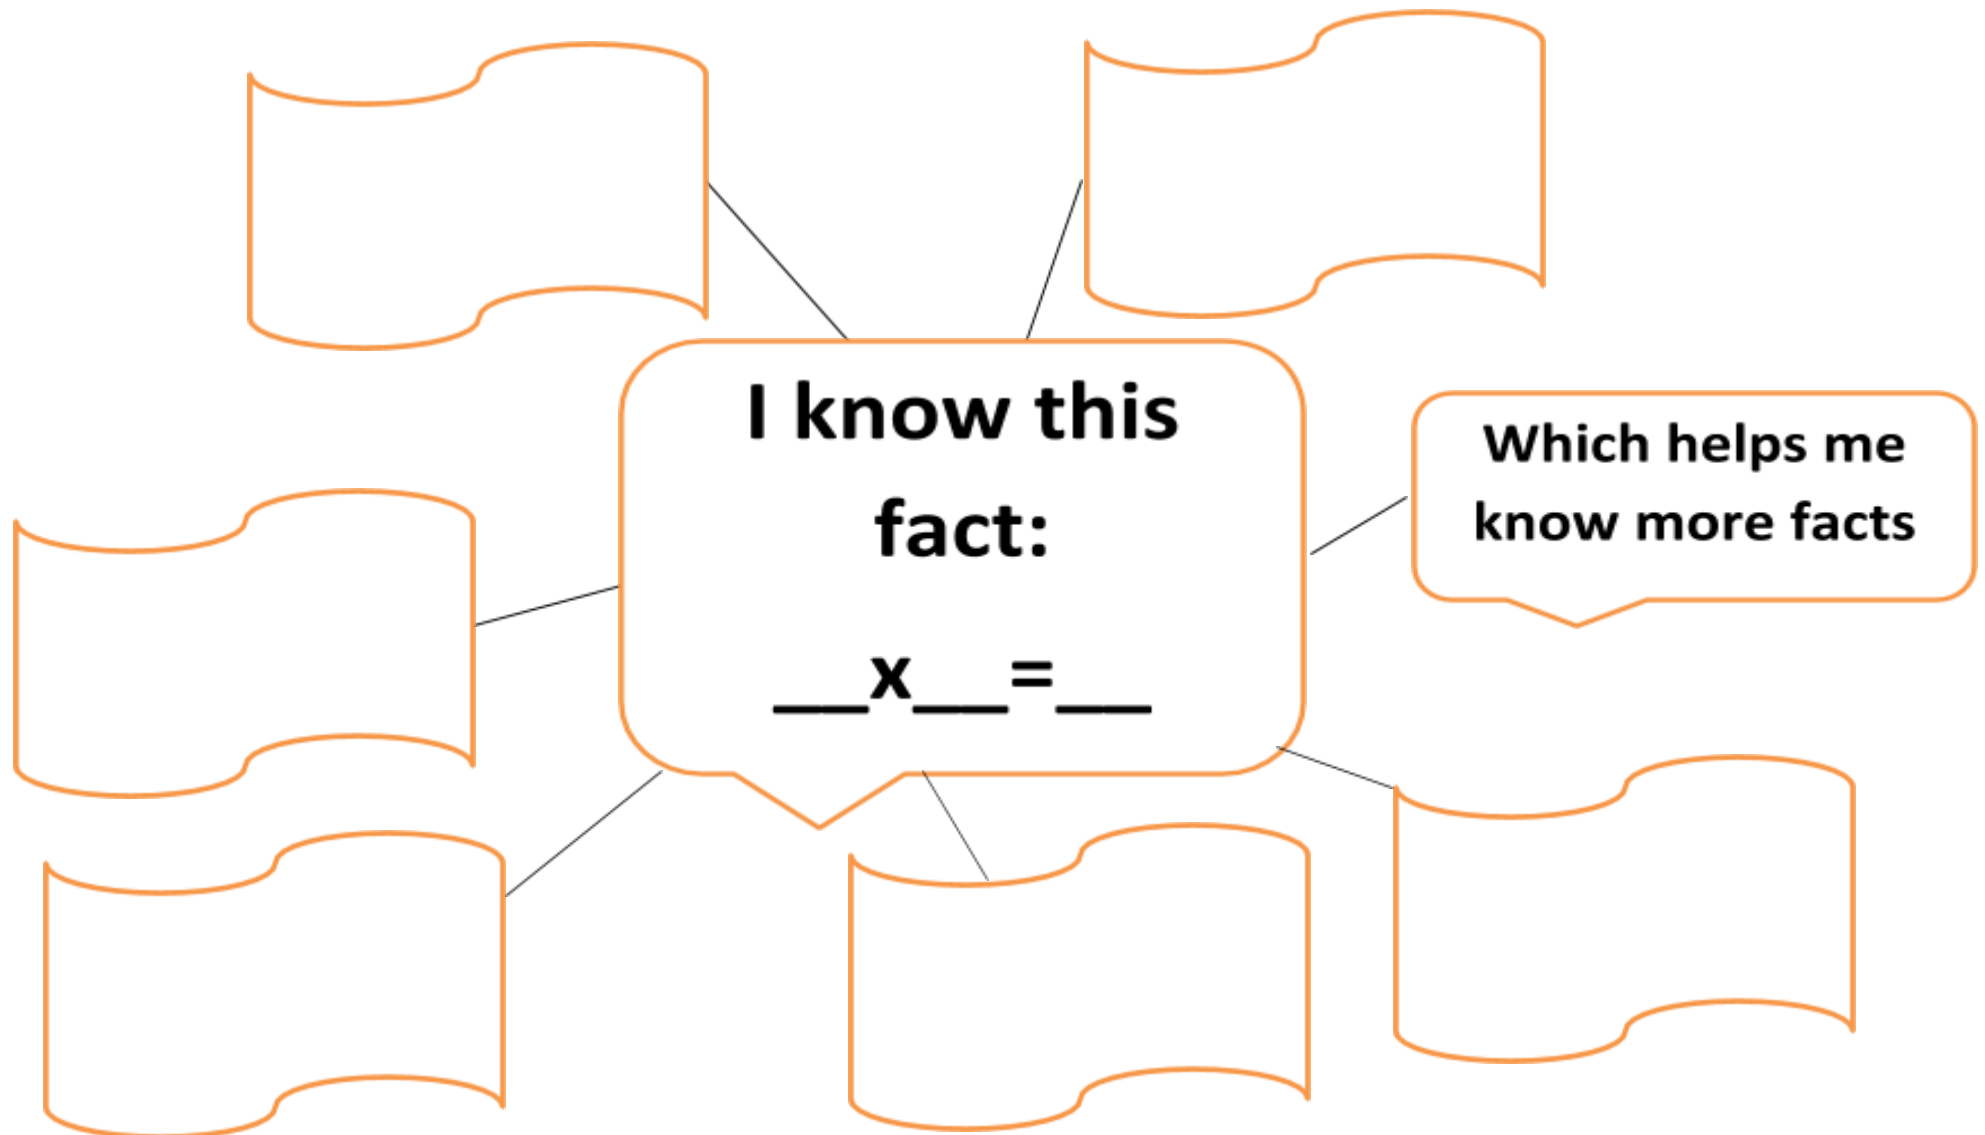 I know this
fact:
__x__=__
Which helps me
know more facts